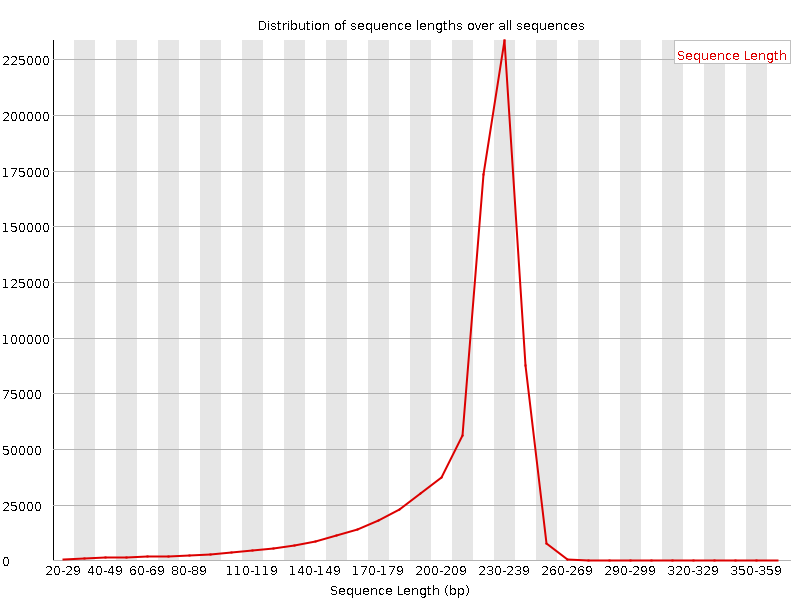 Distribution of sequence lengths over all sequences
Sequence Length
225000
200000
175000
150000
125000
100000
75000
50000
25000
0
20-29 40-49 60-69 80-89 110-119 140-149 170-179 200-209 230-239 260-269 290-299 320-329 350-359
Sequence Length (bp)